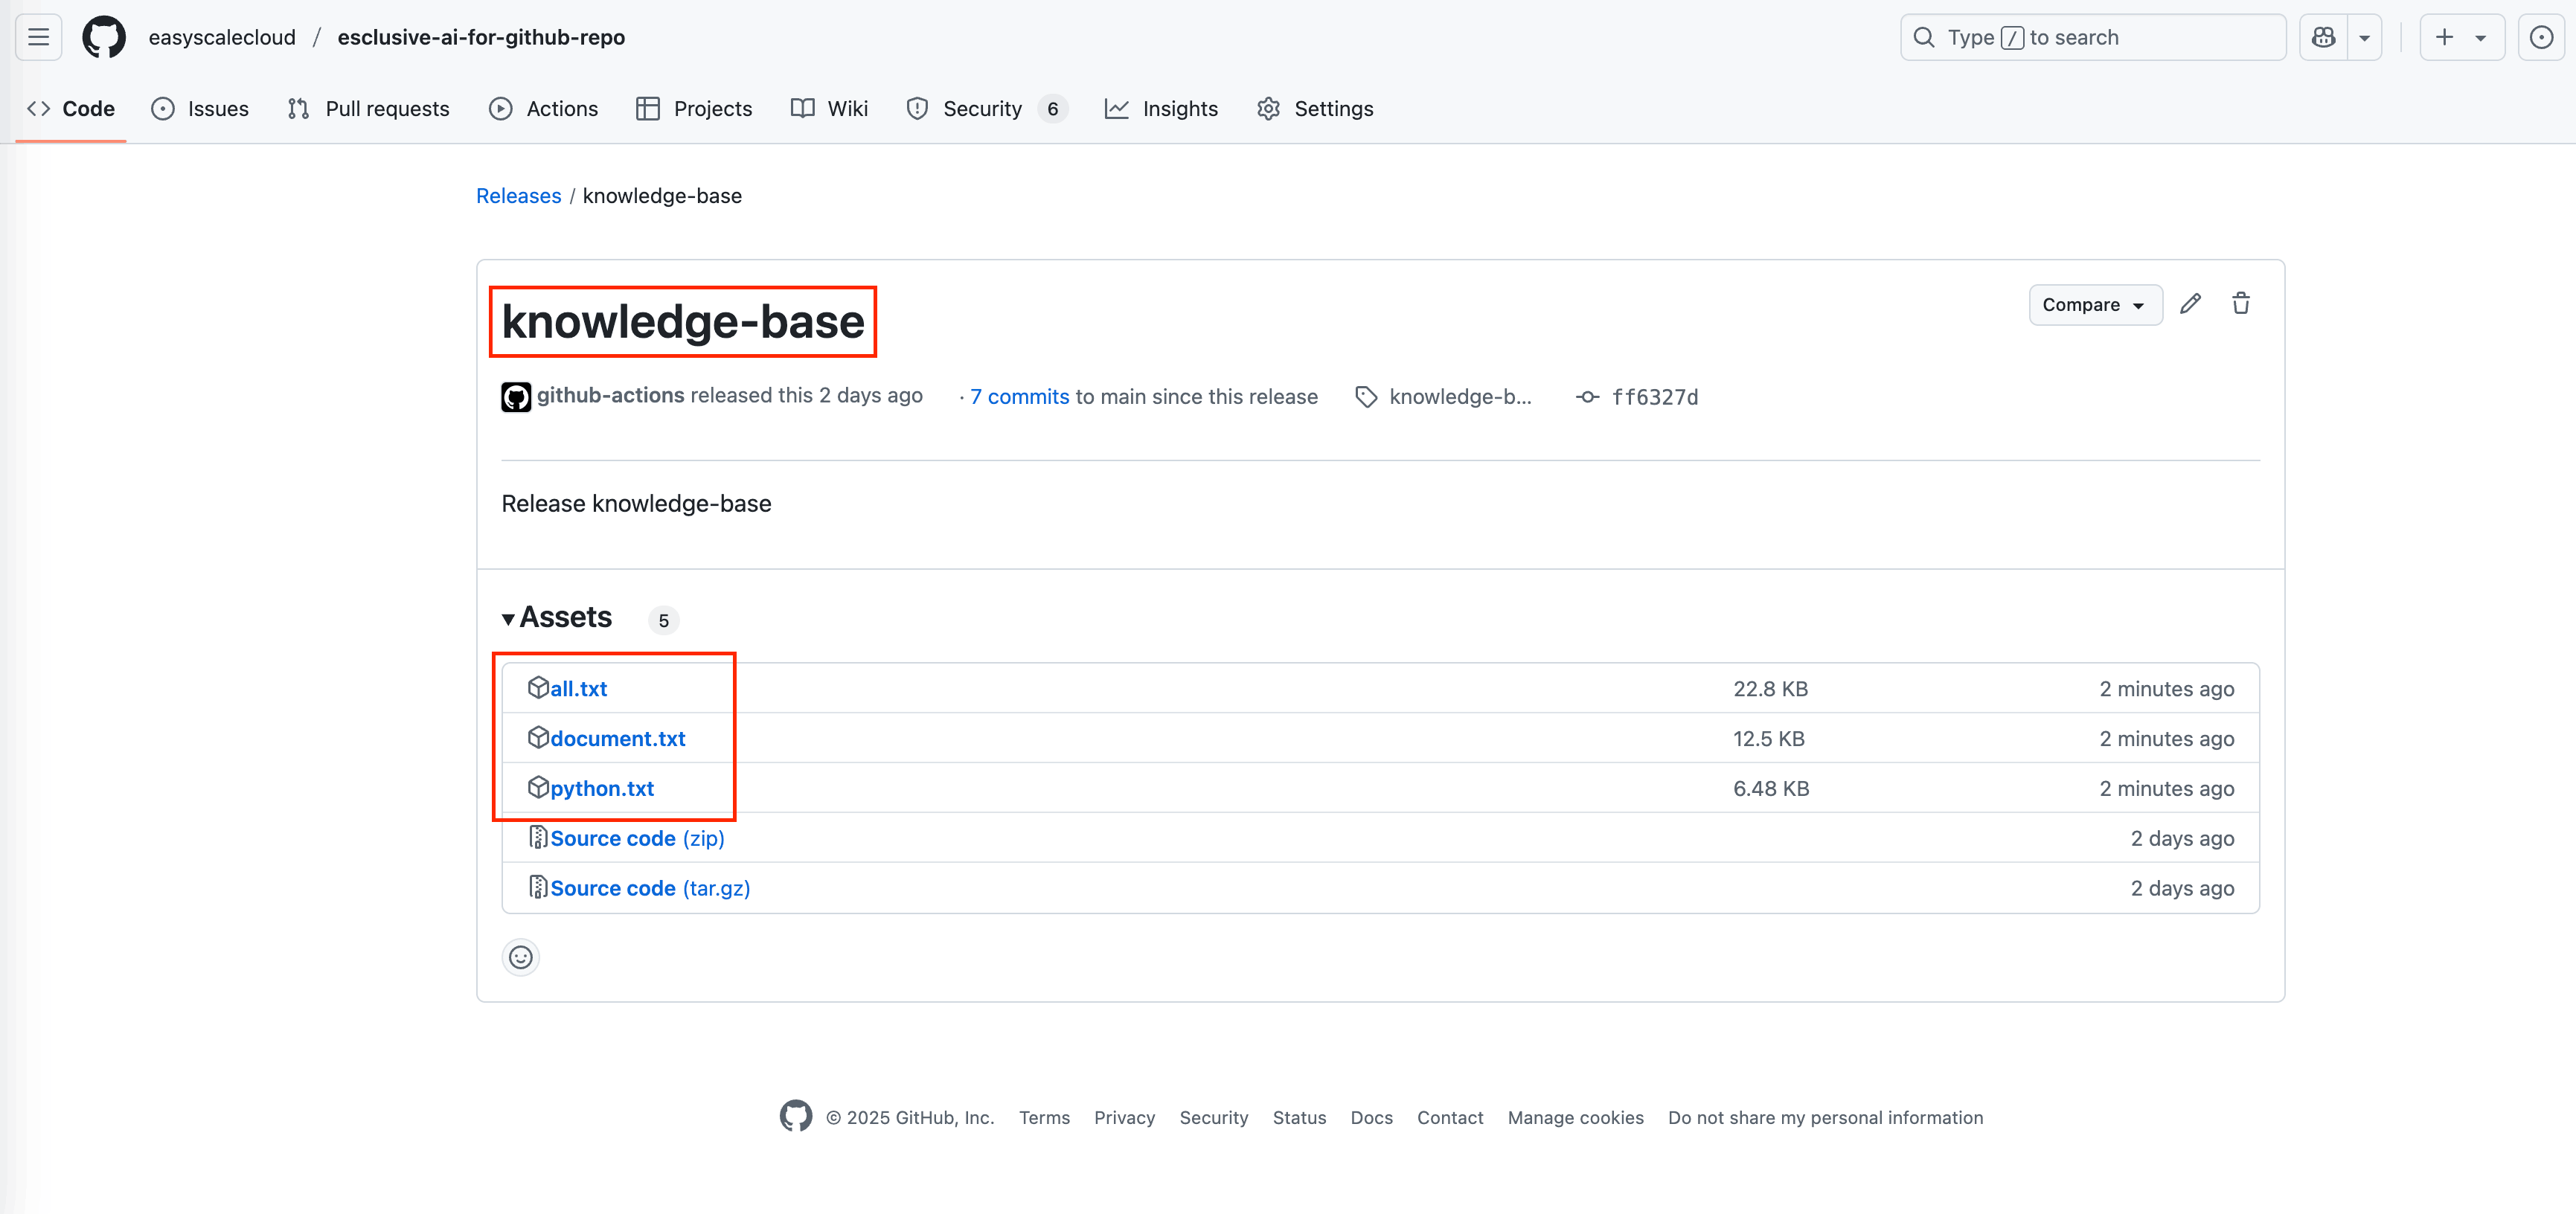 easyscalecloud / esclusive-ai-for-github-repo Type / to search
Code Issues Pull requests Actions Projects Wiki Security 6 Insights Settings
Releases / knowledge-base
knowledge-base
Compare
github-actions released this 2 days ago · 7 commits to main since this release knowledge-b... ff6327d
Release knowledge-base
Assets 5
all.txt 22.8 KB 2 minutes ago
document.txt 12.5 KB 2 minutes ago
python.txt 6.48 KB 2 minutes ago
Source code (zip) 2 days ago
Source code (tar.gz) 2 days ago
© 2025 GitHub, Inc. Terms Privacy Security Status Docs Contact Manage cookies Do not share my personal information